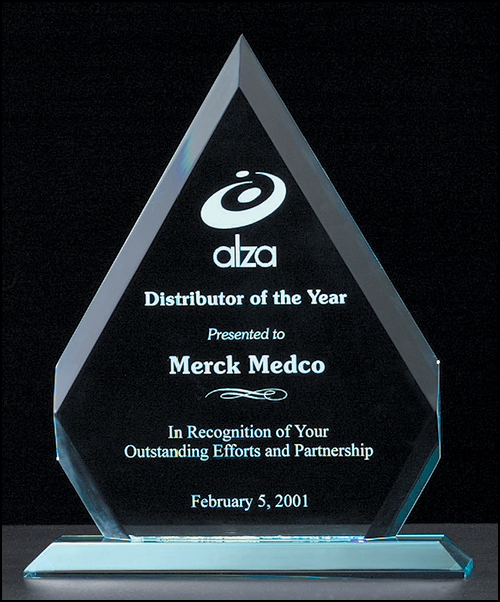 alza
Distributor of the Year
Presented to
Merck Medco
In Recognition of Your
Outstanding Efforts and Partnership
February 5, 2001